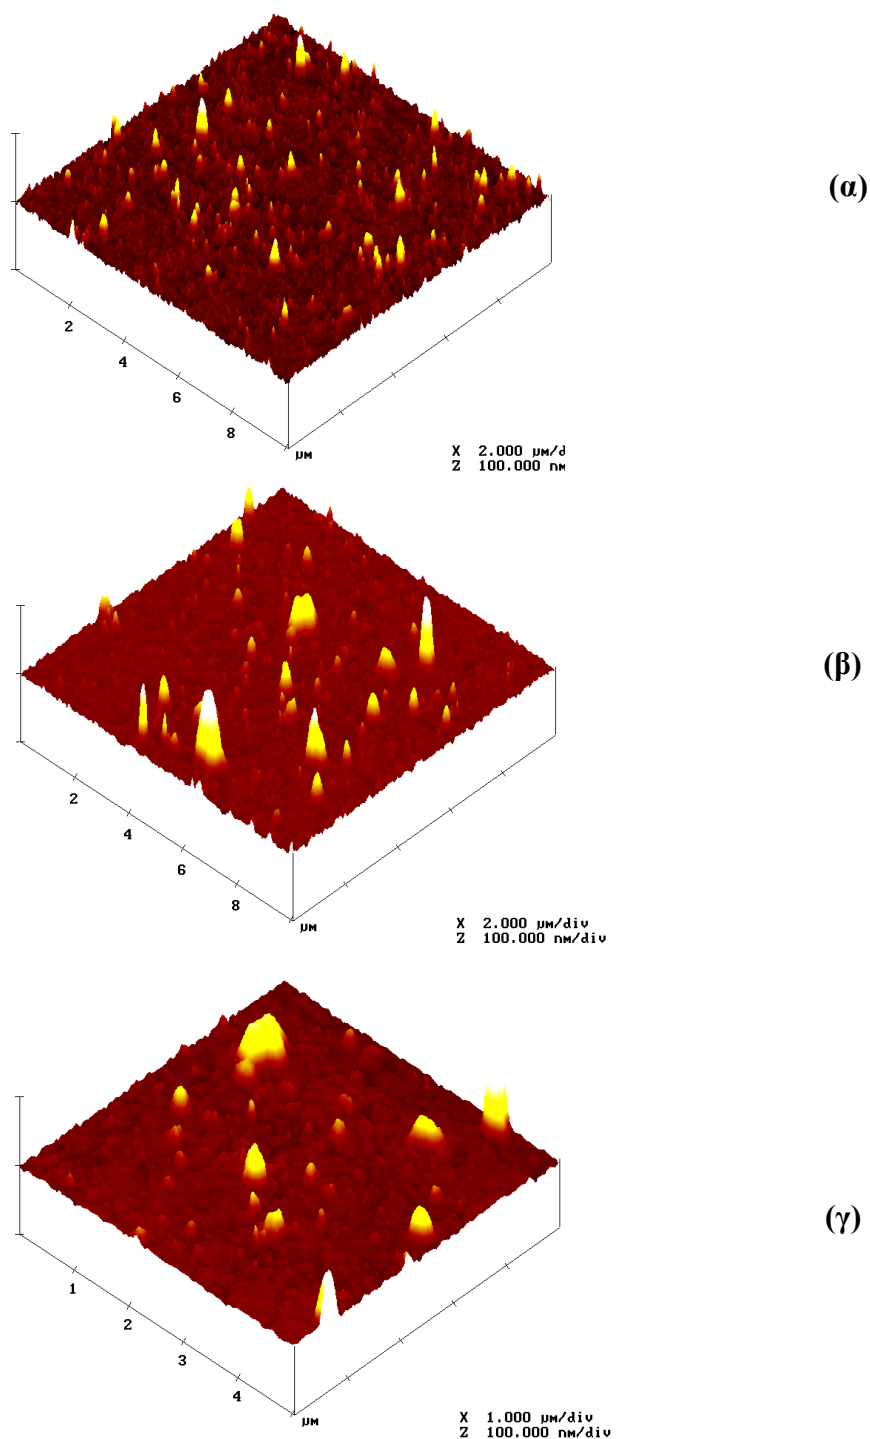 (α)
2
4
6
8
μм
X 2.000 μм/d
Z 100.000 nм
(β)
2
4
6
8
μм
X 2.000 μм/div
Z 100.000 nм/div
(γ)
1
2
3
4
μм
X 1.000 μм/div
Z 100.000 nм/div